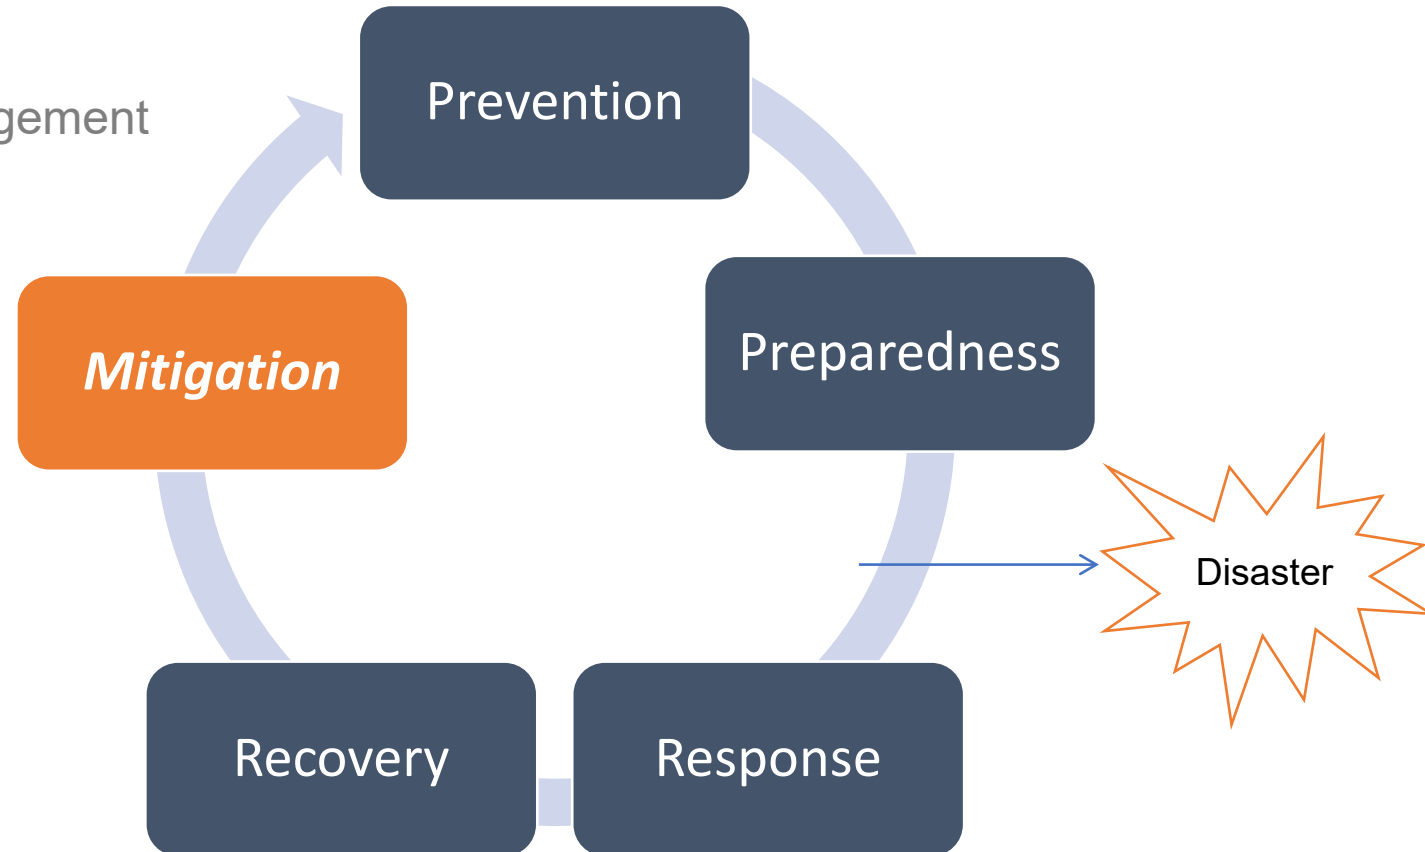 Prevention
gement
Preparedness
Mitigation
Disaster
Recovery
Response